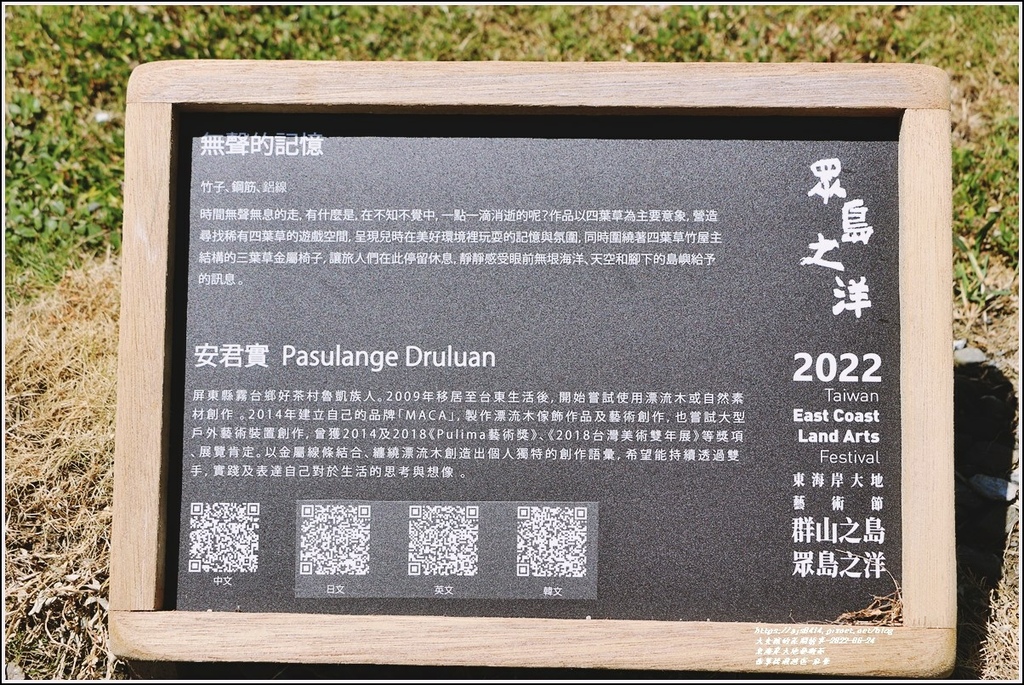 無聲的記憶
竹子、鋼筋、鋁線
時間無聲無息的走, 有什麼是, 在不知不覺中, 一點一滴消逝的呢?作品以四葉草為主要意象, 營造
尋找稀有四葉草的遊戲空間, 呈現兒時在美好環境裡玩耍的記憶與氛圍, 同時圍繞著四葉草竹屋主
結構的三葉草金屬椅子, 讓旅人們在此停留休息, 靜靜感受眼前無垠海洋、天空和腳下的島嶼給予
的訊息。
安君實 Pasulange Druluan
屏東縣霧台鄉好茶村魯凱族人。2009年移居至台東生活後, 開始嘗試使用漂流木或自然素
材創作。2014年建立自己的品牌「MACA」, 製作漂流木傢飾作品及藝術創作, 也嘗試大型
戶外藝術裝置創作, 曾獲2014及2018《Pulima藝術獎》、《2018台灣美術雙年展》等獎項
、展覽肯定。以金屬線條結合、纏繞漂流木創造出個人獨特的創作語彙, 希望能持續透過雙
手, 實踐及表達自己對於生活的思考與想像。
中文
日文
英文
韓文
眾島之洋
2022
Taiwan
East Coast
Land Arts
Festival
東海岸大地
藝術節
群山之島
眾島之洋